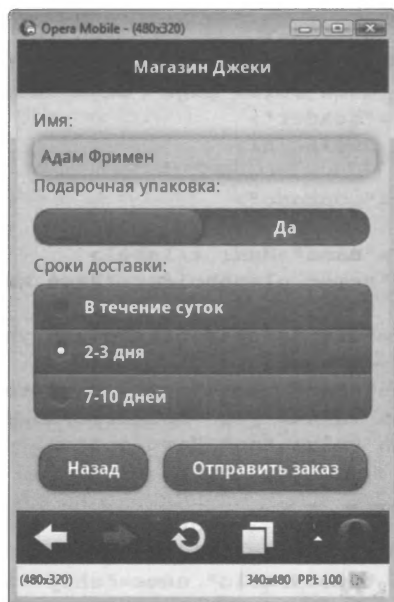 Opera Mobile - (480x320)
Магазин Джеки
Имя:
Адам Фримен
Подарочная упаковка:
Да
Сроки доставки:
В течение суток
2-3 дня
7-10 дней
Назад
Отправить заказ
(480x320)
340x480 PPI: 100